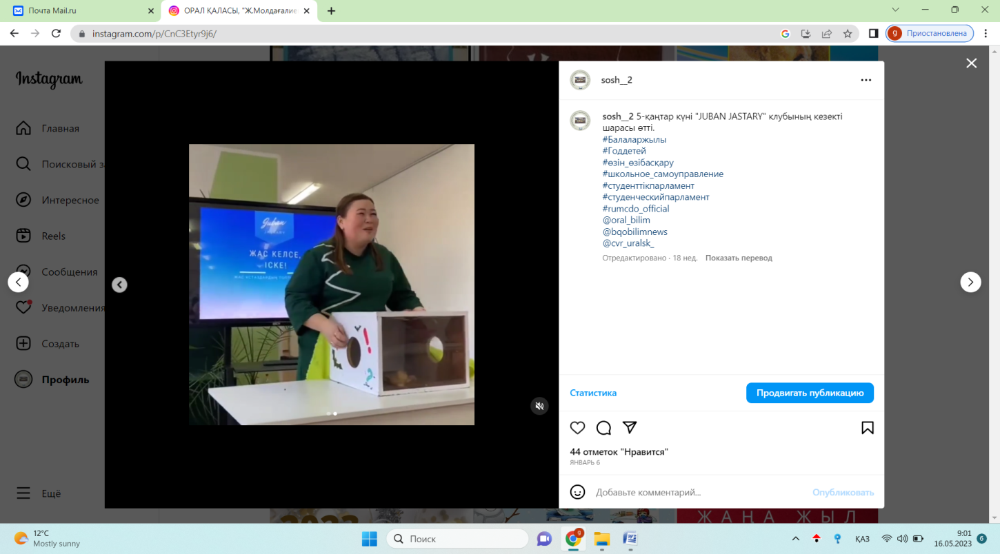 Почта Mail.ru
ОРАЛ ҚАЛАСЫ, "Ж.Молдағалие
instagram.com/p/CnC3Etyr9j6/
g
Приостановлена
Instagram
Главная
Поисковый з
Интересное
Reels
Сообщения
Уведомления
Создать
Профиль
Ещё
Juban
ЖАС КЕЛСЕ,
ІСКЕ!
!
?
sosh__2
sosh__2 5-қаңтар күні "JUBAN JASTARY" клубының кезекті
шарасы өтті.
#Балаларжылы
#Годдетей
#өзін_өзібасқару
#школьное_самоуправление
#студенттікпарламент
#студенческийпарламент
#rumcdo_official
@oral_bilim
@bqobilimnews
@cvr_uralsk_
Отредактировано · 18 нед. Показать перевод
Статистика
Продвигать публикацию
44 отметок "Нравится"
ЯНВАРЬ 6
Добавьте комментарий...
Опубликовать
2023
ЖАҢА ЖЫЛ
12°C
Mostly sunny
Поиск
9
ҚАЗ
9:01
16.05.2023
6